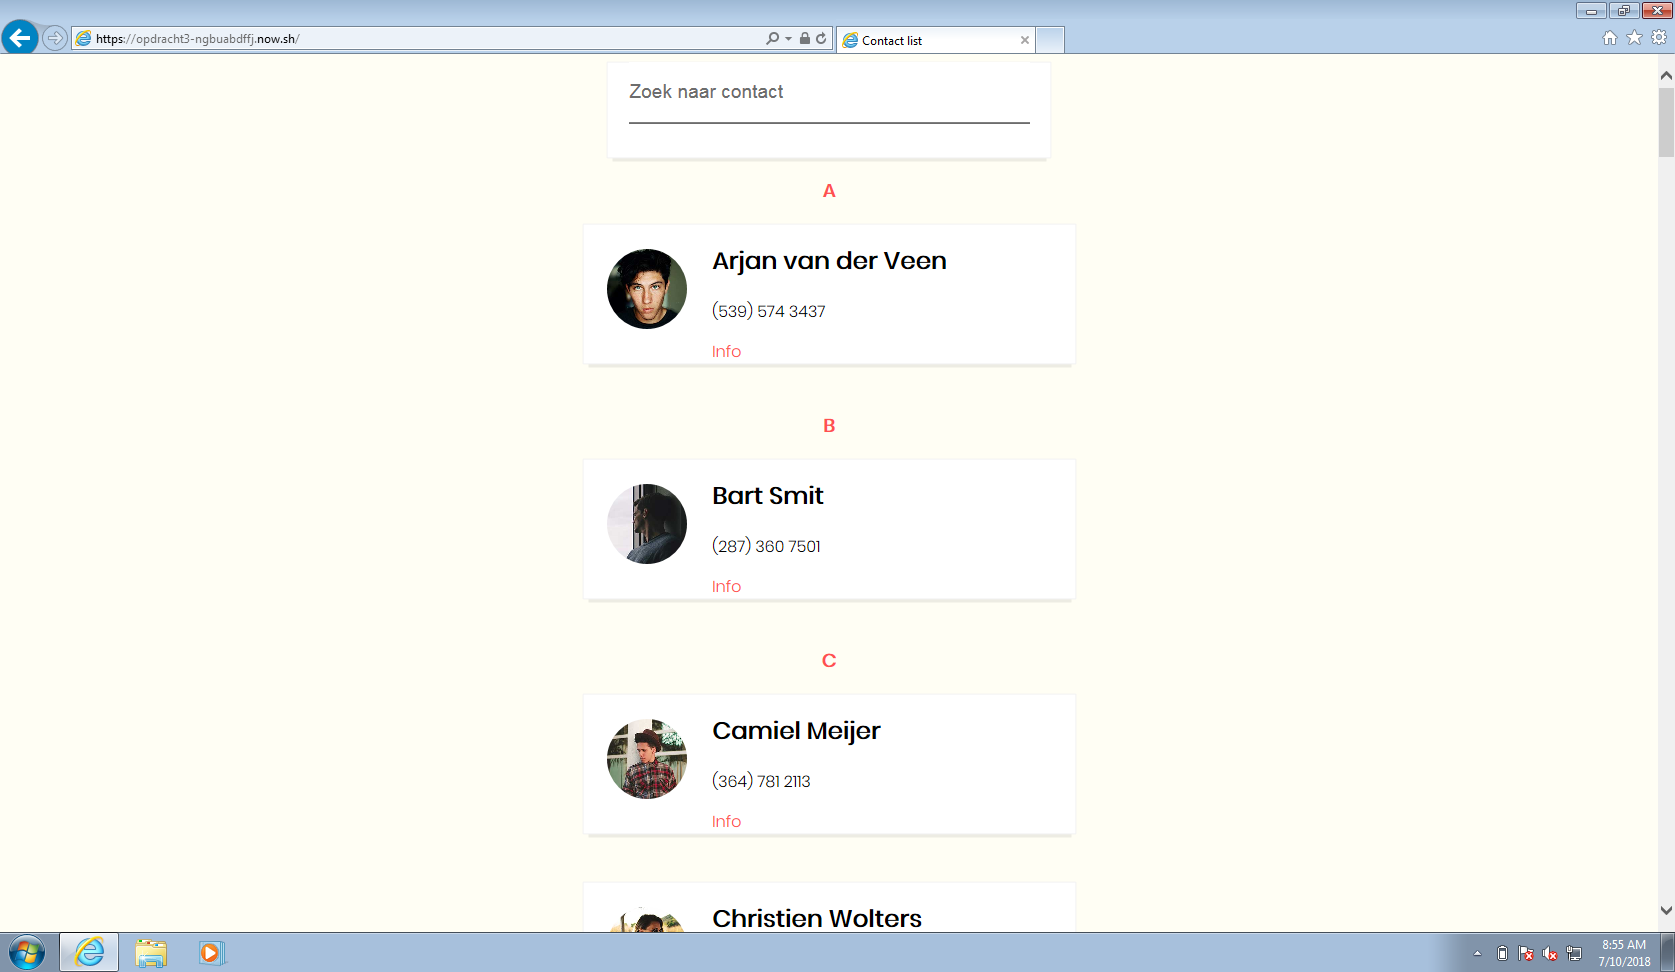 https://opdracht3-ngbuabdffj.now.sh/
Contact list
Zoek naar contact
A
Arjan van der Veen
(539) 574 3437
Info
B
Bart Smit
(287) 360 7501
Info
C
Camiel Meijer
(364) 781 2113
Info
Christien Wolters
8:55 AM
7/10/2018